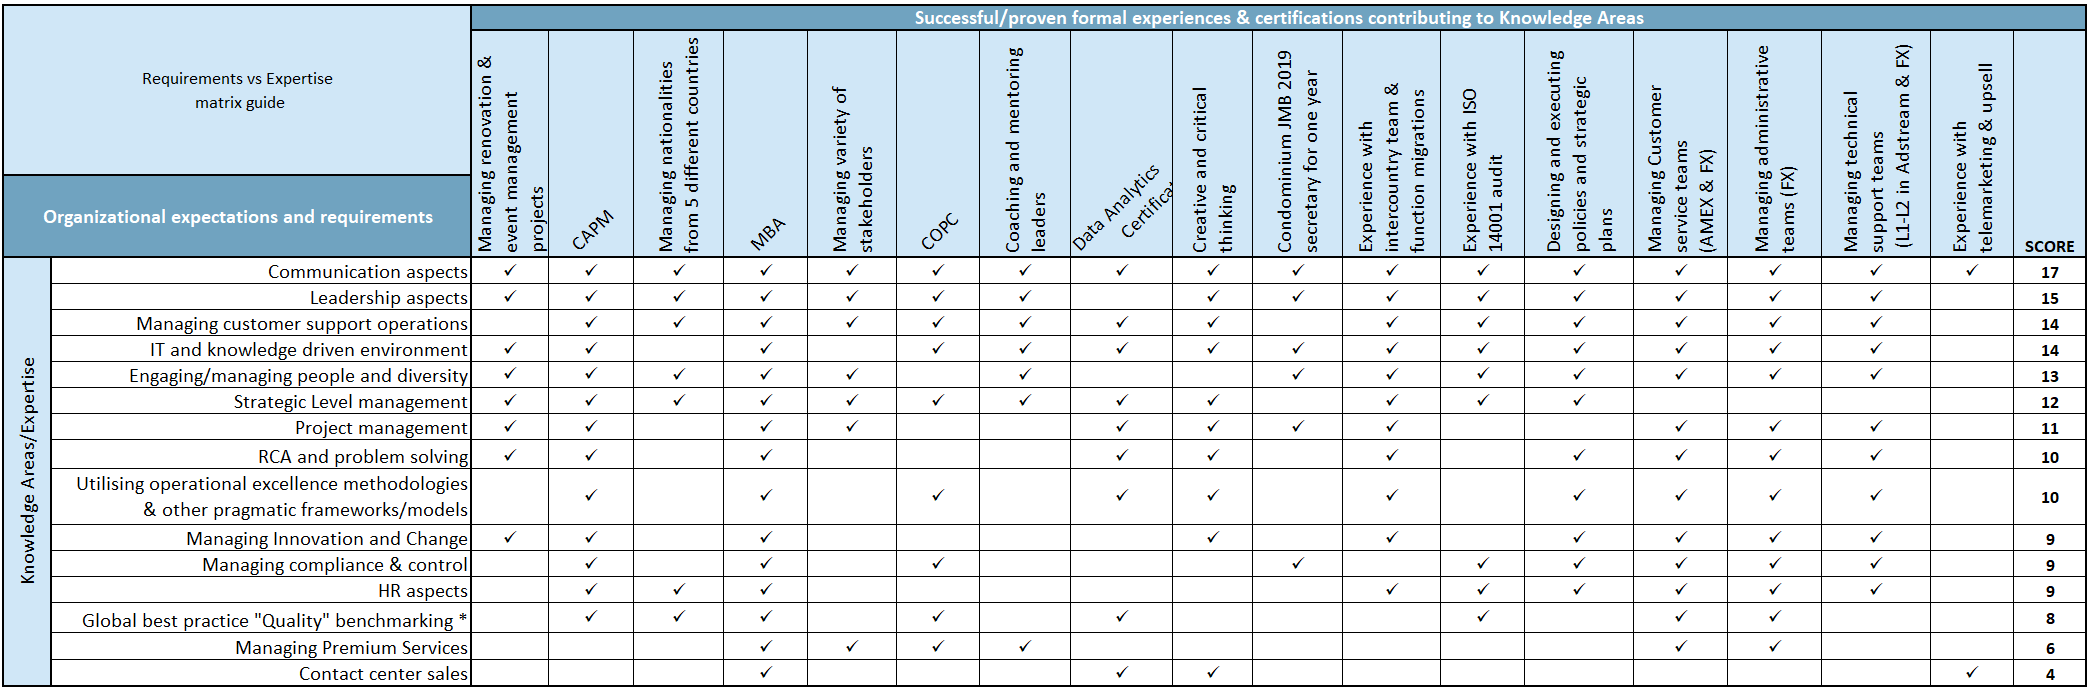 Successful/proven formal experiences & certifications contributing to Knowledge Areas
Requirements vs Expertise
matrix guide
Organizational expectations and requirements
Managing renovation &
event management
projects
CAPM
Managing nationalities
from 5 different countries
MBA
Managing variety of
stakeholders
COPC
Coaching and mentoring
leaders
Data Analytics
Certificat
Creative and critical
thinking
Condominium JMB 2019
secretary for one year
Experience with
intercountry team &
function migrations
Experience with ISO
14001 audit
Designing and executing
policies and strategic
plans
Managing Customer
service teams
(AMEX & FX)
Managing administrative
teams (FX)
Managing technical
support teams
(L1-L2 in Adstream & FX)
Experience with
telemarketing & upsell
SCORE
Knowledge Areas/Expertise
Communication aspects ✓ ✓ ✓ ✓ ✓ ✓ ✓ ✓ ✓ ✓ ✓ ✓ ✓ ✓ ✓ ✓ ✓ 17
Leadership aspects ✓ ✓ ✓ ✓ ✓ ✓ ✓ ✓ ✓ ✓ ✓ ✓ ✓ ✓ ✓ 15
Managing customer support operations ✓ ✓ ✓ ✓ ✓ ✓ ✓ ✓ ✓ ✓ ✓ ✓ ✓ ✓ 14
IT and knowledge driven environment ✓ ✓ ✓ ✓ ✓ ✓ ✓ ✓ ✓ ✓ ✓ ✓ ✓ ✓ 14
Engaging/managing people and diversity ✓ ✓ ✓ ✓ ✓ ✓ ✓ ✓ ✓ ✓ ✓ ✓ ✓ 13
Strategic Level management ✓ ✓ ✓ ✓ ✓ ✓ ✓ ✓ ✓ ✓ ✓ ✓ 12
Project management ✓ ✓ ✓ ✓ ✓ ✓ ✓ ✓ ✓ ✓ ✓ 11
RCA and problem solving ✓ ✓ ✓ ✓ ✓ ✓ ✓ ✓ ✓ ✓ 10
Utilising operational excellence methodologies
& other pragmatic frameworks/models ✓ ✓ ✓ ✓ ✓ ✓ ✓ ✓ ✓ ✓ 10
Managing Innovation and Change ✓ ✓ ✓ ✓ ✓ ✓ ✓ ✓ ✓ 9
Managing compliance & control ✓ ✓ ✓ ✓ ✓ ✓ ✓ ✓ ✓ 9
HR aspects ✓ ✓ ✓ ✓ ✓ ✓ ✓ ✓ ✓ 9
Global best practice "Quality" benchmarking * ✓ ✓ ✓ ✓ ✓ ✓ ✓ ✓ 8
Managing Premium Services ✓ ✓ ✓ ✓ ✓ ✓ 6
Contact center sales ✓ ✓ ✓ ✓ 4